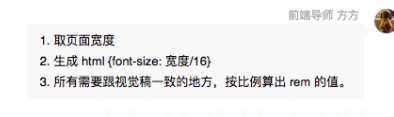 前端导师 方方
1. 取页面宽度
2. 生成 html {font-size: 宽度/16}
3. 所有需要跟视觉稿一致的地方，按比例算出 rem 的值。